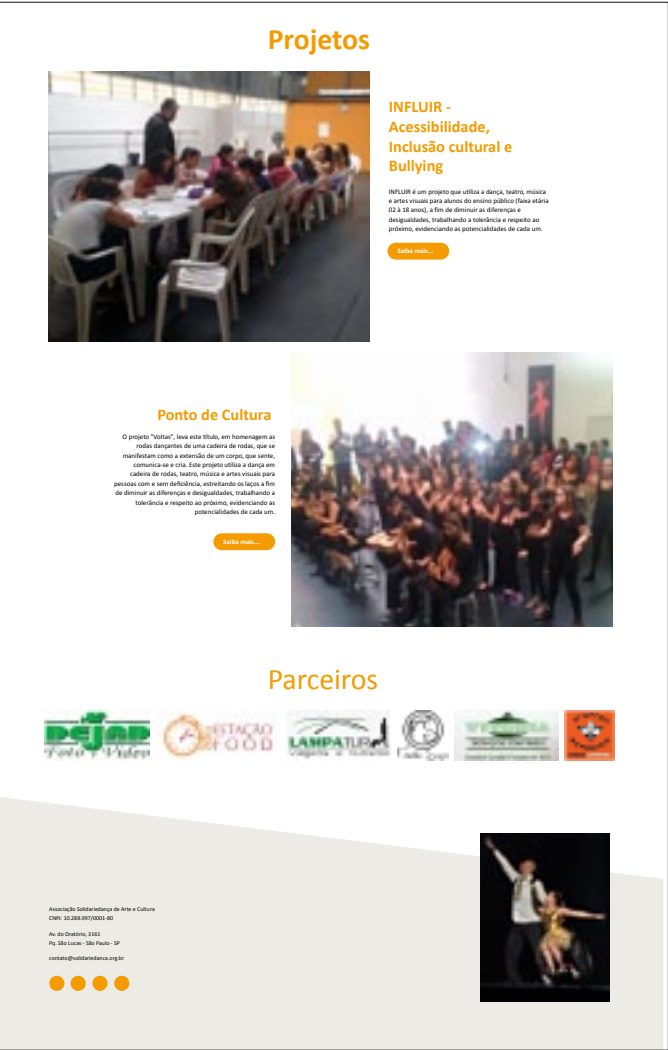 Projetos
INFLUIR -
Acessibilidade,
Inclusão cultural e
Bullying
INFLUIR é um projeto que utiliza a dança, teatro, música
e artes visuais para alunos do ensino público (faixa etária
02 à 18 anos), a fim de diminuir as diferenças e
desigualdades, trabalhando a tolerância e respeito ao
próximo, evidenciando as potencialidades de cada um.
Saiba mais...
Ponto de Cultura
O projeto "Voltas", leva este título, em homenagem as
rodas dançantes de uma cadeira de rodas, que se
manifestam como a extensão de um corpo, que sente,
comunica-se e cria. Este projeto utiliza a dança em
cadeira de rodas, teatro, música e artes visuais para
pessoas com e sem deficiência, estreitando os laços a fim
de diminuir as diferenças e desigualdades, trabalhando a
tolerância e respeito ao próximo, evidenciando as
potencialidades de cada um.
Saiba mais...
Parceiros
DEJAD
Foto e Video
ESTAÇÃO
FOOD
LAMPATUR
Associação Solidariedança de Arte e Cultura
CNPJ: 10.288.997/0001-80
Av. do Oratório, 3161
Pq. São Lucas - São Paulo - SP
contato@solidariedanca.org.br